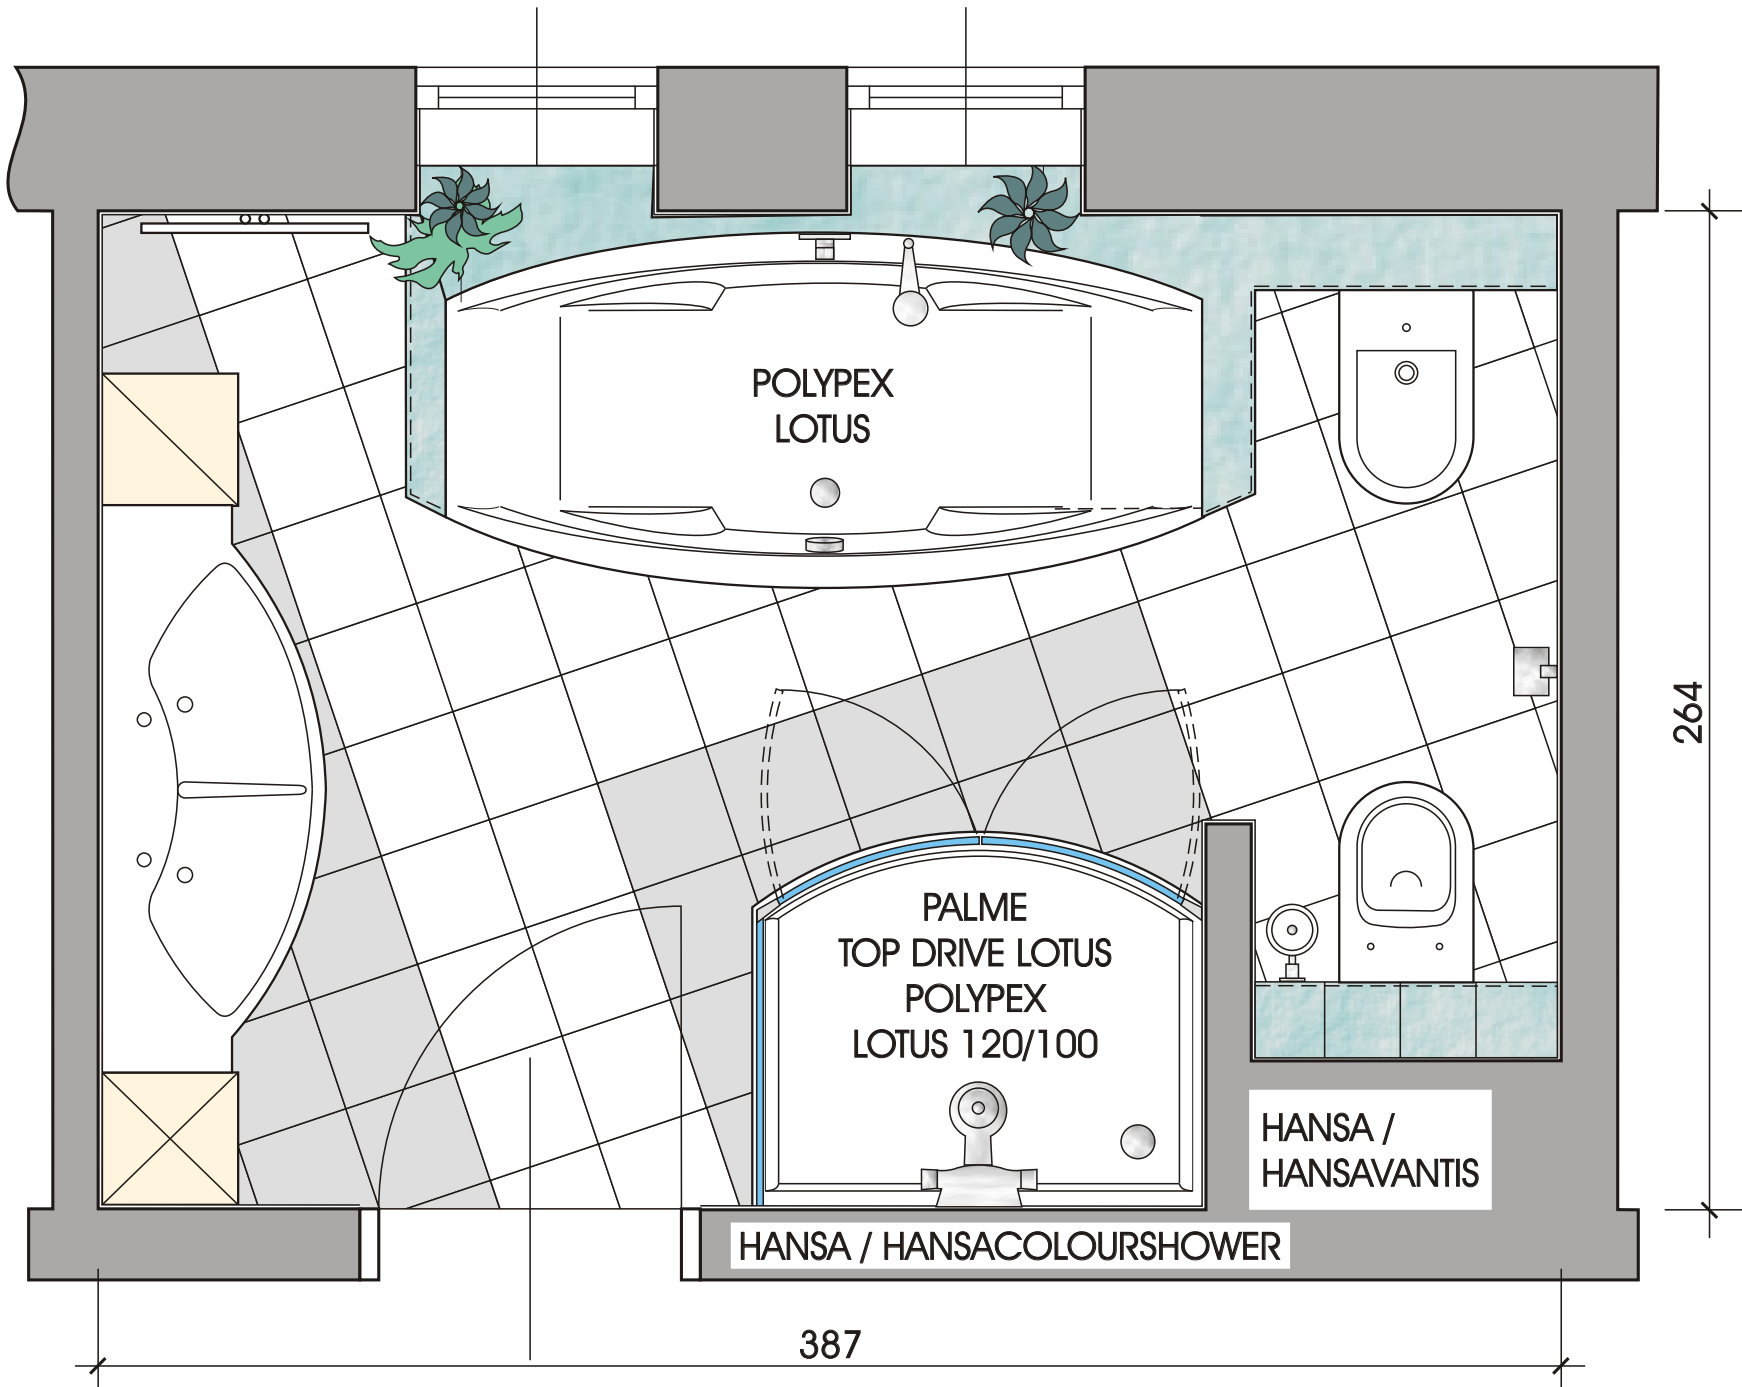 POLYPEX
LOTUS
264
PALME
TOP DRIVE LOTUS
POLYPEX
LOTUS 120/100
HANSA /
HANSAVANTIS
HANSA / HANSACOLOURSHOWER
387